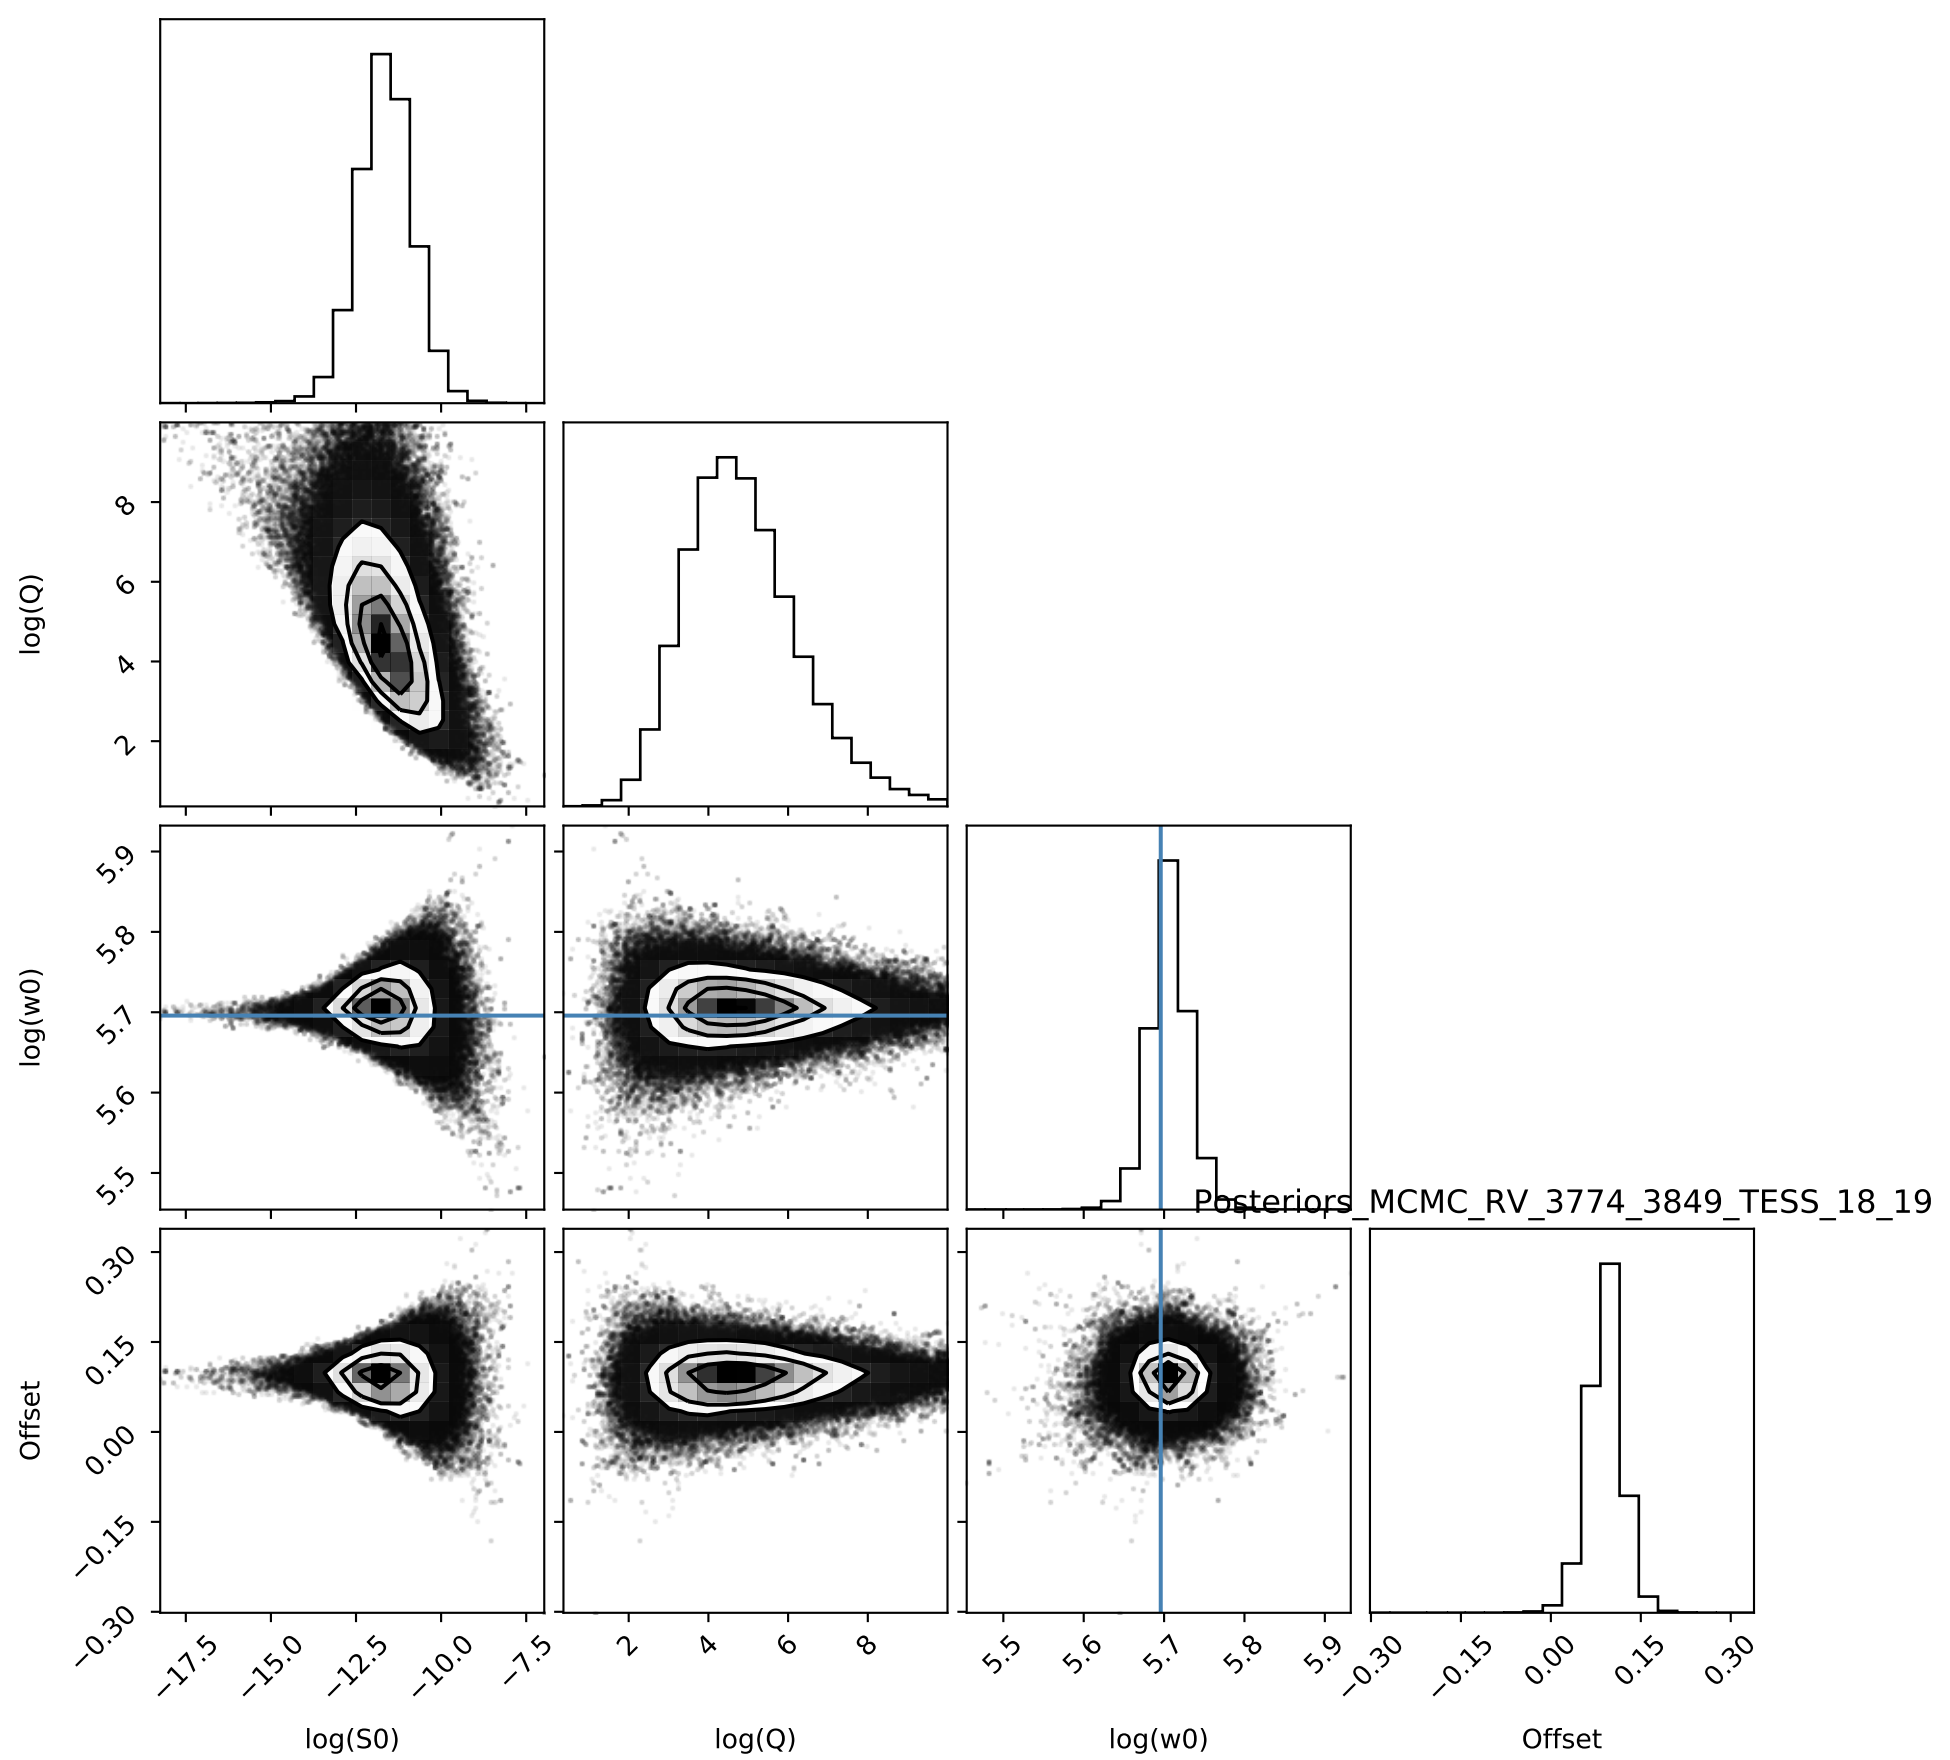 log(Q)
8
6
4
2
log(w0)
5.9
5.8
5.7
5.6
5.5
Posteriors_MCMC_RV_3774_3849_TESS_18_19
Offset
0.30
0.15
0.00
−0.15
−0.30
−17.5 −15.0 −12.5 −10.0 −7.5 2 4 6 8 5.5 5.6 5.7 5.8 5.9 −0.30 −0.15 0.00 0.15 0.30
log(S0) log(Q) log(w0) Offset